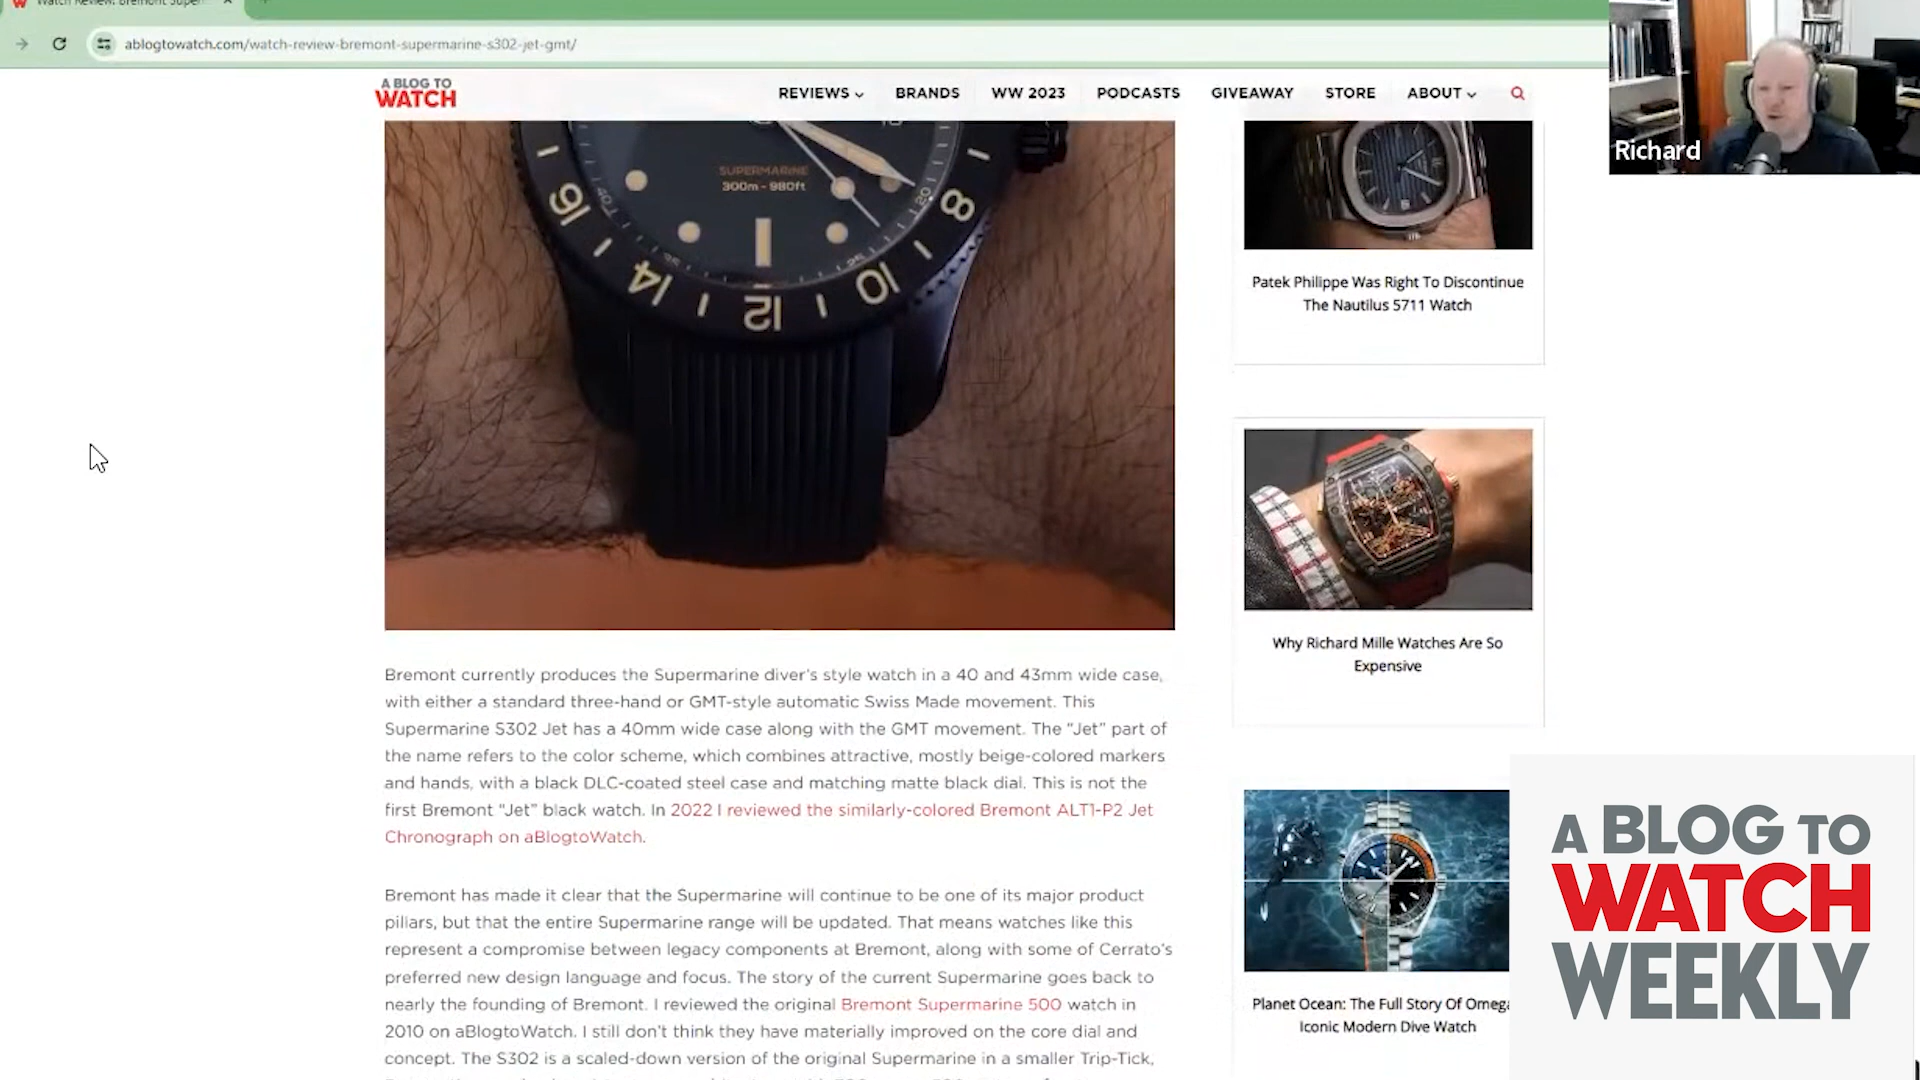 Watch Review: Bremont Super
ablogtowatch.com/watch-review-bremont-supermarine-s302-jet-gmt/
A BLOG TO
WATCH
REVIEWS
BRANDS
WW 2023
PODCASTS
GIVEAWAY
STORE
ABOUT
Richard
SUPERMARINE
300m - 980ft
20
16
8
14
10
12
Patek Philippe Was Right To Discontinue
The Nautilus 5711 Watch
Why Richard Mille Watches Are So
Expensive
Bremont currently produces the Supermarine diver's style watch in a 40 and 43mm wide case,
with either a standard three-hand or GMT-style automatic Swiss Made movement. This
Supermarine S302 Jet has a 40mm wide case along with the GMT movement. The "Jet" part of
the name refers to the color scheme, which combines attractive, mostly beige-colored markers
and hands, with a black DLC-coated steel case and matching matte black dial. This is not the
first Bremont "Jet" black watch. In 2022 I reviewed the similarly-colored Bremont ALT1-P2 Jet
Chronograph on aBlogtoWatch.
Bremont has made it clear that the Supermarine will continue to be one of its major product
pillars, but that the entire Supermarine range will be updated. That means watches like this
represent a compromise between legacy components at Bremont, along with some of Cerrato's
preferred new design language and focus. The story of the current Supermarine goes back to
nearly the founding of Bremont. I reviewed the original Bremont Supermarine 500 watch in
2010 on aBlogtoWatch. I still don't think they have materially improved on the core dial and
concept. The S302 is a scaled-down version of the original Supermarine in a smaller Trip-Tick,
Planet Ocean: The Full Story Of Omega
Iconic Modern Dive Watch
A BLOG TO
WATCH
WEEKLY